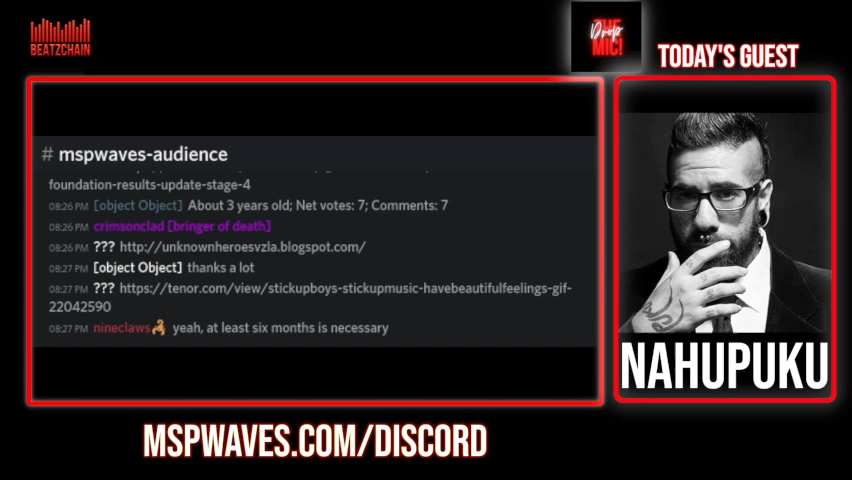 BEATZCHAIN
THE
Drop
MIC!
TODAY'S GUEST
# mspwaves-audience
foundation-results-update-stage-4
08:26 PM [object Object] About 3 years old; Net votes: 7; Comments: 7
08:26 PM crimsonclad [bringer of death]
08:26 PM ??? http://unknownheroesvzla.blogspot.com/
08:27 PM [object Object] thanks a lot
08:27 PM ??? https://tenor.com/view/stickupboys-stickupmusic-havebeautifulfeelings-gif-
22042590
08:27 PM nineclaws🦂 yeah, at least six months is necessary
NAHUPUKU
MSPWAVES.COM/DISCORD